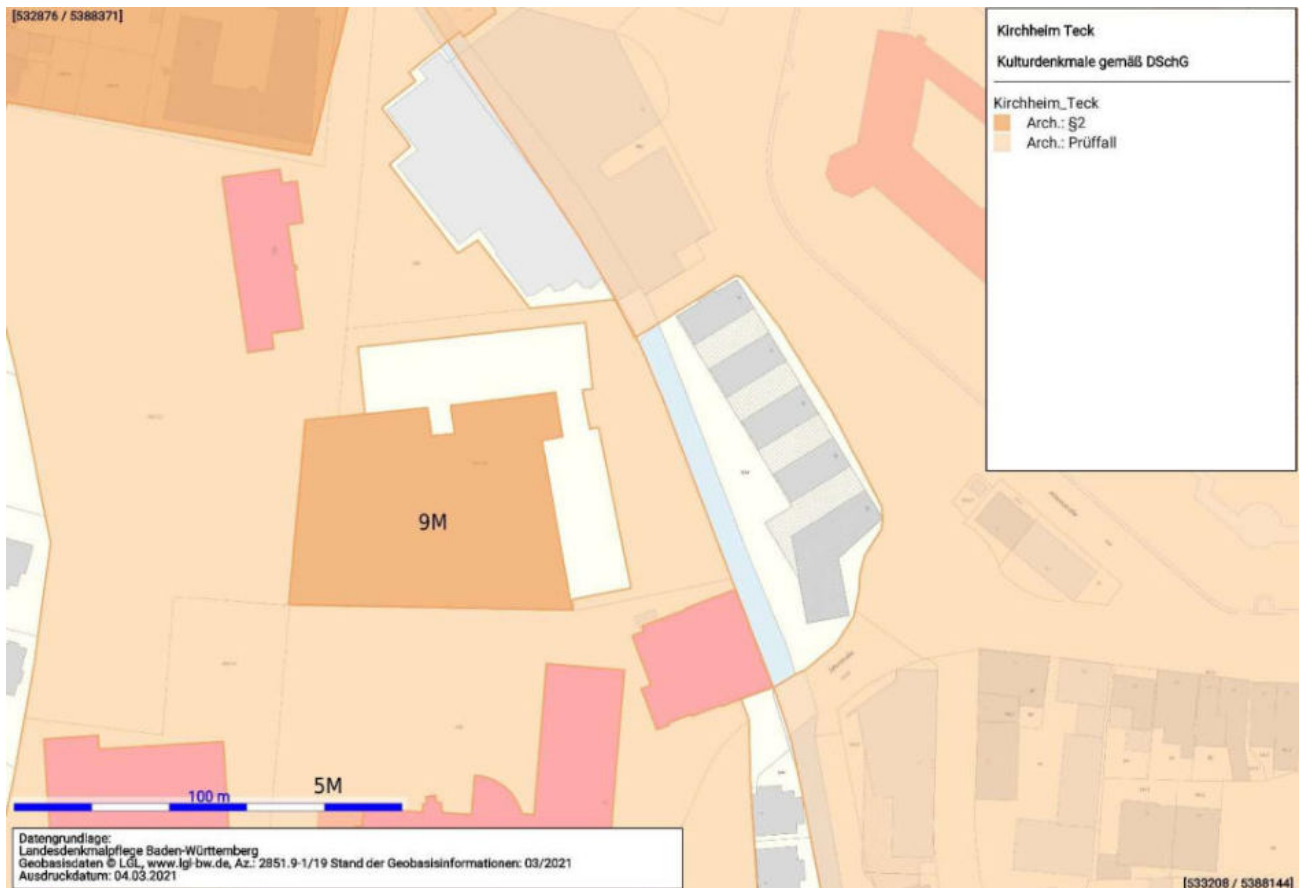 [532876 / 5388371]
Kirchheim Teck
Kulturdenkmale gemäß DSchG
Kirchheim_Teck
Arch.: §2
Arch.: Prüffall
9M
5M
100 m
Datengrundlage:
Landesdenkmalpflege Baden-Württemberg
Geobasisdaten © LGL, www.lgl-bw.de, Az.: 2851.9-1/19 Stand der Geobasisinformationen: 03/2021
Ausdruckdatum: 04.03.2021
[533208 / 5388144]